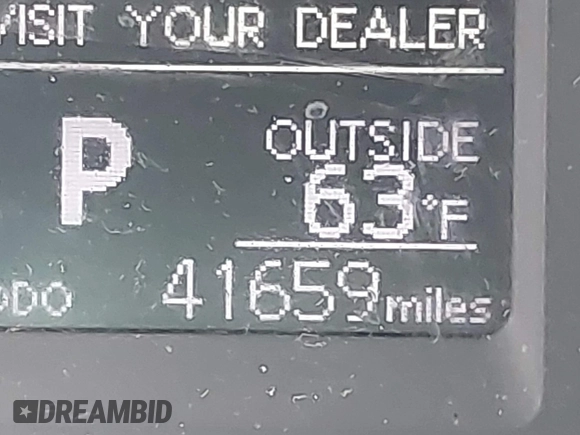 VISIT YOUR DEALER
P
OUTSIDE
63°F
ODO 41659 miles
DREAMBID